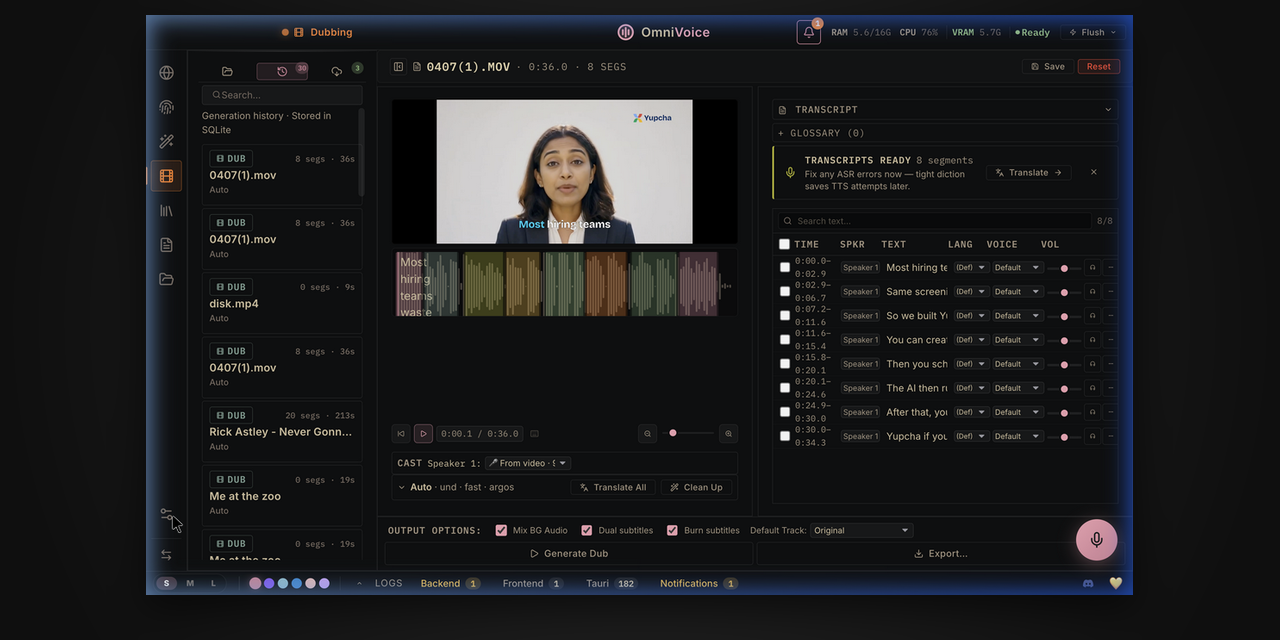 Dubbing
OmniVoice
1
RAM 5.6/16G CPU 76% VRAM 5.7G Ready Flush
30
3
0407(1).MOV · 0:36.0 · 8 SEGS
Save
Reset
Search...
Generation history · Stored in
SQLite
DUB 8 segs · 36s
0407(1).mov
Auto
DUB 8 segs · 36s
0407(1).mov
Auto
DUB 0 segs · 9s
disk.mp4
Auto
DUB 8 segs · 36s
0407(1).mov
Auto
DUB 20 segs · 213s
Rick Astley - Never Gonn...
Auto
DUB 0 segs · 19s
Me at the zoo
Auto
DUB 0 segs · 19s
Me at the zoo
Yupcha
Most hiring teams
Most
hiring
teams
waste
0:00.1 / 0:36.0
CAST Speaker 1: From video ·
Auto · und · fast · argos
Translate All
Clean Up
TRANSCRIPT
+ GLOSSARY (0)
TRANSCRIPTS READY 8 segments
Fix any ASR errors now — tight diction
saves TTS attempts later.
Translate →
Search text...
8/8
TIME SPKR TEXT LANG VOICE VOL
0:00.0–
0:02.9 Speaker 1 Most hiring te (Def) Default
0:02.9–
0:06.7 Speaker 1 Same screeni (Def) Default
0:07.2–
0:11.6 Speaker 1 So we built Yu (Def) Default
0:11.6–
0:15.4 Speaker 1 You can creat (Def) Default
0:15.8–
0:20.1 Speaker 1 Then you sch (Def) Default
0:20.1–
0:24.6 Speaker 1 The AI then ru (Def) Default
0:24.9–
0:30.0 Speaker 1 After that, you (Def) Default
0:30.0–
0:34.3 Speaker 1 Yupcha if you (Def) Default
OUTPUT OPTIONS: Mix BG Audio Dual subtitles Burn subtitles Default Track: Original
Generate Dub
Export...
S M L
LOGS Backend 1 Frontend 1 Tauri 182 Notifications 1